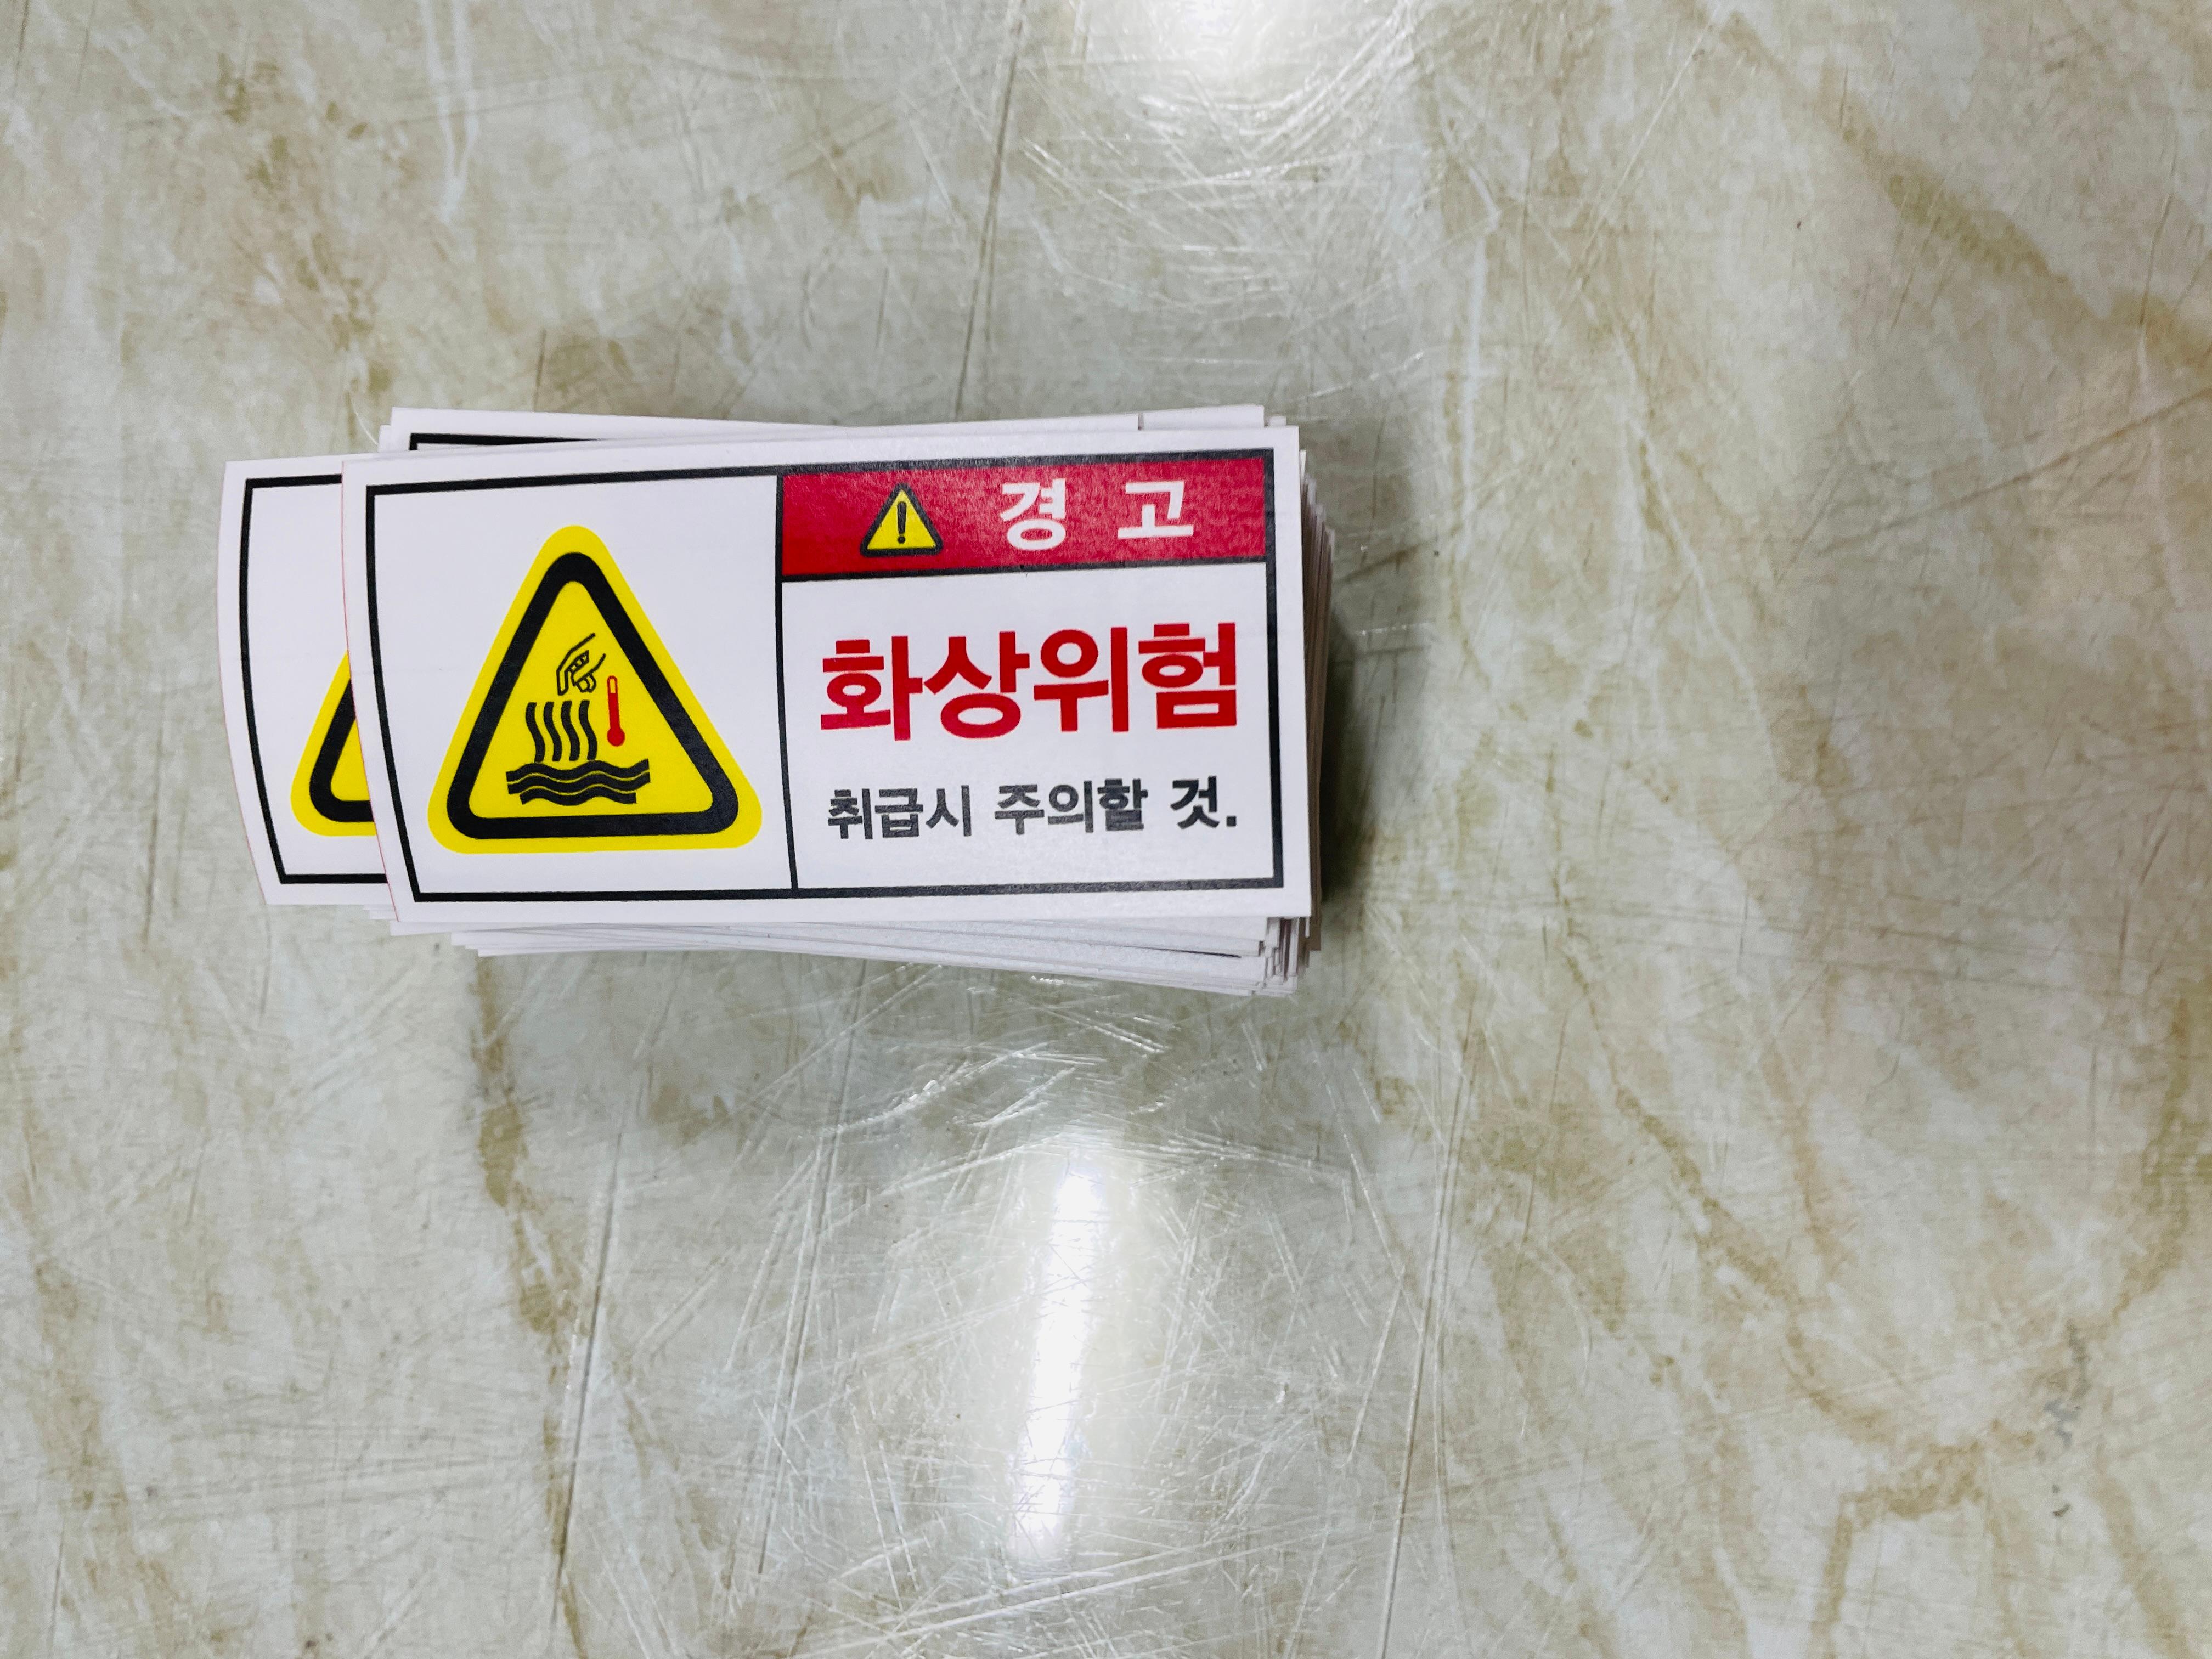 경 고
화상위험
취급시 주의할 것.